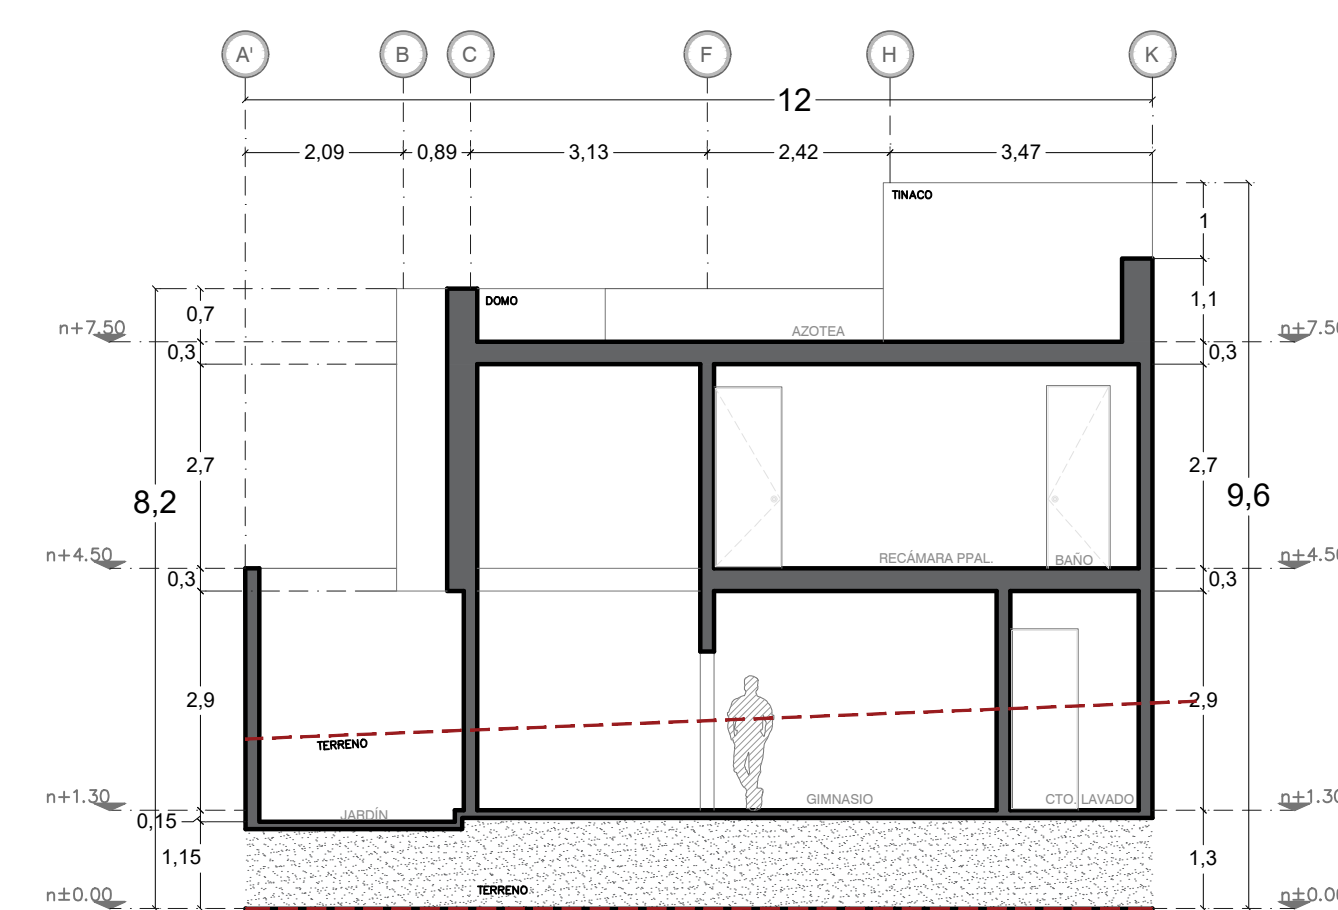 A' B C F H K
12
2,09 0,89 3,13 2,42 3,47
TINACO
1
DOMO
0,7
1,1
n+7.50
AZOTEA
n+7.50
0,3
0,3
2,7
2,7
8,2
9,6
n+4.50
RECÁMARA PPAL.
BAÑO
n+4.50
0,3
0,3
2,9
2,9
TERRENO
n+1.30
GIMNASIO
CTO. LAVADO
n+1.30
JARDÍN
0,15
1,15
1,3
TERRENO
n±0.00
n±0.00